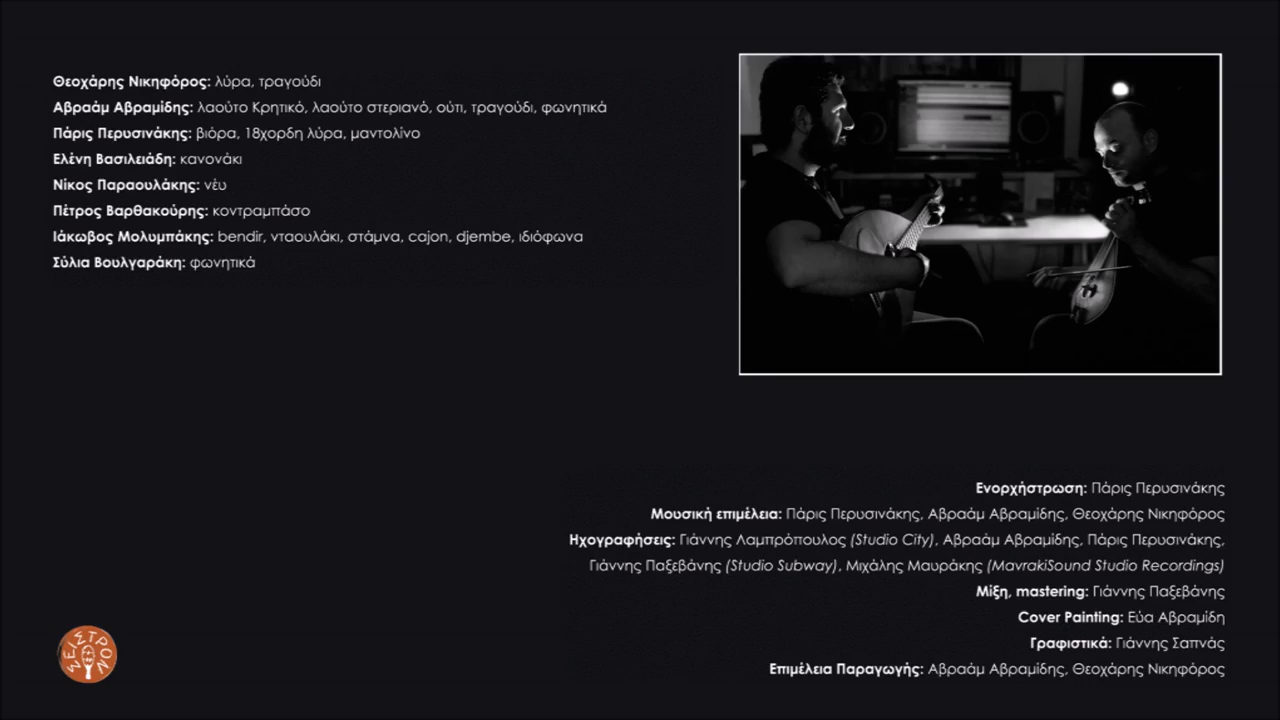 Θεοχάρης Νικηφόρος: λύρα, τραγούδι
Αβραάμ Αβραμίδης: λαούτο Κρητικό, λαούτο στεριανό, ούτι, τραγούδι, φωνητικά
Πάρις Περυσινάκης: βιόρα, 18χορδη λύρα, μαντολίνο
Ελένη Βασιλειάδη: κανονάκι
Νίκος Παραουλάκης: νέυ
Πέτρος Βαρθακούρης: κοντραμπάσο
Ιάκωβος Μολυμπάκης: bendir, νταουλάκι, στάμνα, cajon, djembe, ιδιόφωνα
Σύλια Βουλγαράκη: φωνητικά
Ενορχήστρωση: Πάρις Περυσινάκης
Μουσική επιμέλεια: Πάρις Περυσινάκης, Αβραάμ Αβραμίδης, Θεοχάρης Νικηφόρος
Ηχογραφήσεις: Γιάννης Λαμπρόπουλος (Studio City), Αβραάμ Αβραμίδης, Πάρις Περυσινάκης,
Γιάννης Παξεβάνης (Studio Subway), Μιχάλης Μαυράκης (MavrakiSound Studio Recordings)
Μίξη, mastering: Γιάννης Παξεβάνης
Cover Painting: Εύα Αβραμίδη
Γραφιστικά: Γιάννης Σαπνάς
Επιμέλεια Παραγωγής: Αβραάμ Αβραμίδης, Θεοχάρης Νικηφόρος
ΣΕΙΣΤΡΟΝ